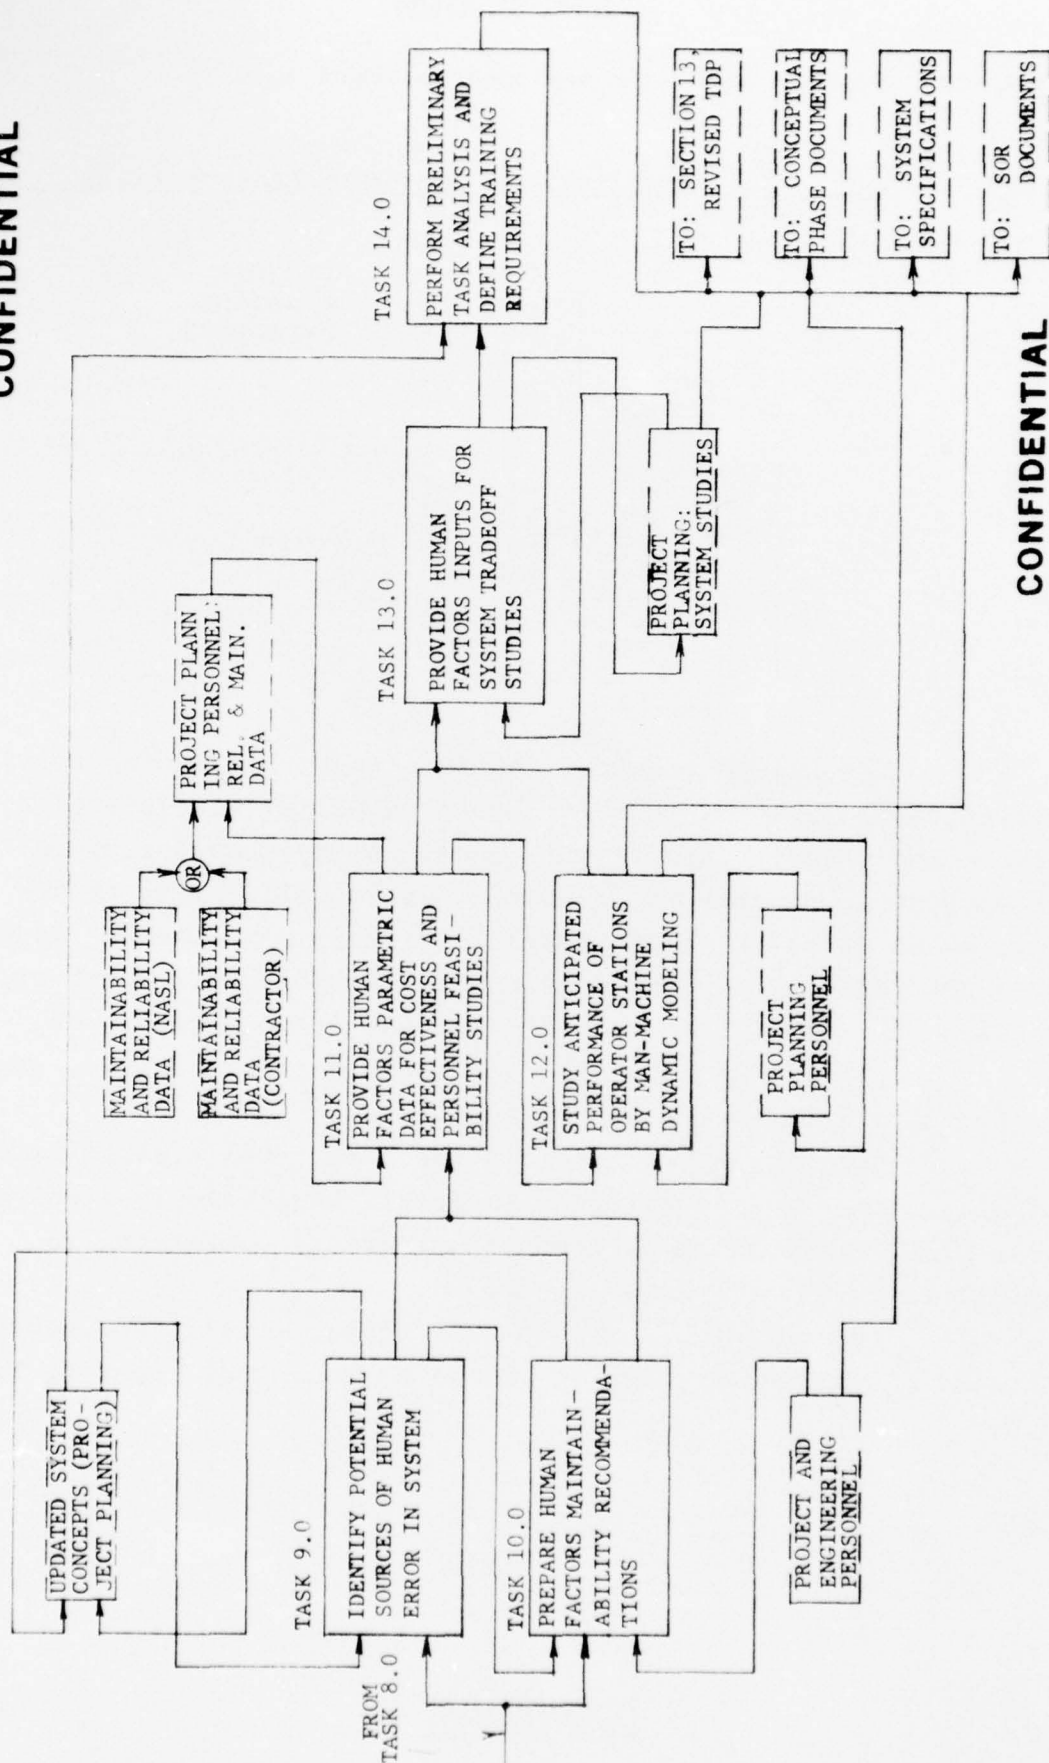 CONFIDENTIAL
UPDATED SYSTEM
CONCEPTS (PRO-
JECT PLANNING)
MAINTAINABILITY
AND RELIABILITY
DATA (NASL)
MAINTAINABILITY
AND RELIABILITY
DATA
(CONTRACTOR)
OR
PROJECT PLANN
ING PERSONNEL:
REL. & MAIN.
DATA
FROM
TASK 8.0
TASK 9.0
IDENTIFY POTENTIAL
SOURCES OF HUMAN
ERROR IN SYSTEM
TASK 10.0
PREPARE HUMAN
FACTORS MAINTAIN-
ABILITY RECOMMENDA-
TIONS
PROJECT AND
ENGINEERING
PERSONNEL
TASK 11.0
PROVIDE HUMAN
FACTORS PARAMETRIC
DATA FOR COST
EFFECTIVENESS AND
PERSONNEL FEASI-
BILITY STUDIES
TASK 12.0
STUDY ANTICIPATED
PERFORMANCE OF
OPERATOR STATIONS
BY MAN-MACHINE
DYNAMIC MODELING
PROJECT
PLANNING
PERSONNEL
TASK 13.0
PROVIDE HUMAN
FACTORS INPUTS FOR
SYSTEM TRADEOFF
STUDIES
PROJECT
PLANNING:
SYSTEM STUDIES
TASK 14.0
PERFORM PRELIMINARY
TASK ANALYSIS AND
DEFINE TRAINING
REQUIREMENTS
TO: SECTION 13,
REVISED TDP
TO: CONCEPTUAL
PHASE DOCUMENTS
TO: SYSTEM
SPECIFICATIONS
TO: SOR
DOCUMENTS
CONFIDENTIAL